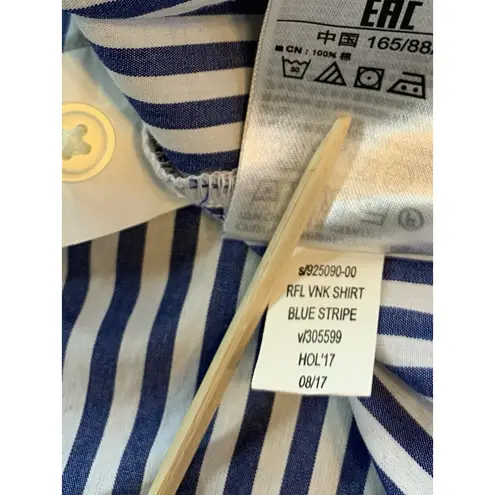 EAC
中国 165/88
CN: 100% 棉
30
s/925090-00
RFL VNK SHIRT
BLUE STRIPE
v/305599
HOL'17
08/17